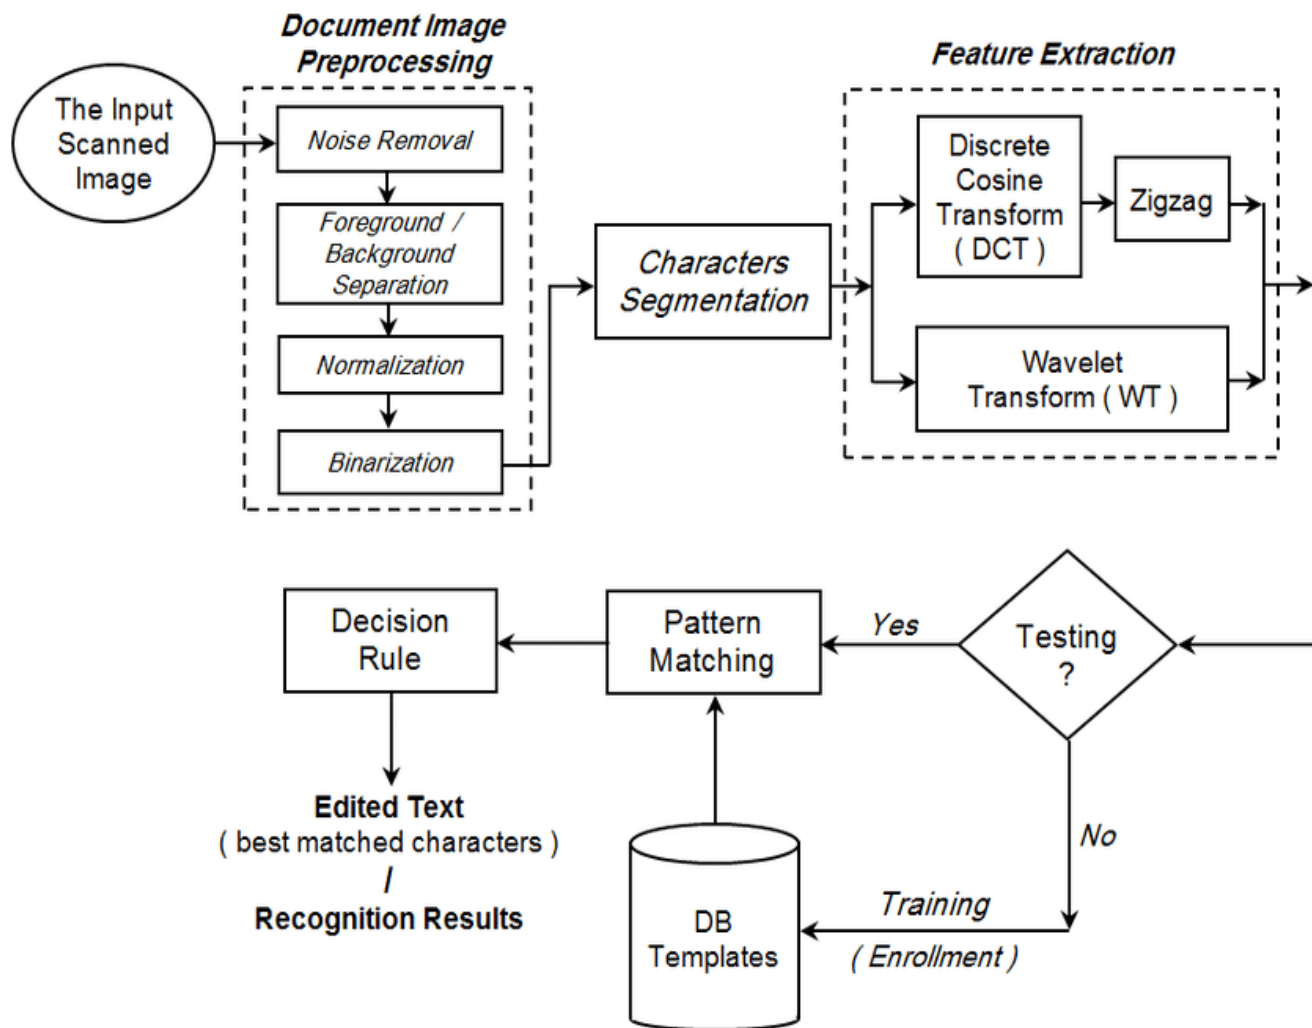 Document Image
Preprocessing
Feature Extraction
The Input
Scanned
Image
Noise Removal
Foreground /
Background
Separation
Normalization
Binarization
Characters
Segmentation
Discrete
Cosine
Transform
( DCT )
Zigzag
Wavelet
Transform ( WT )
Testing
?
Yes
Pattern
Matching
Decision
Rule
Edited Text
( best matched characters )
/
Recognition Results
No
Training
( Enrollment )
DB
Templates